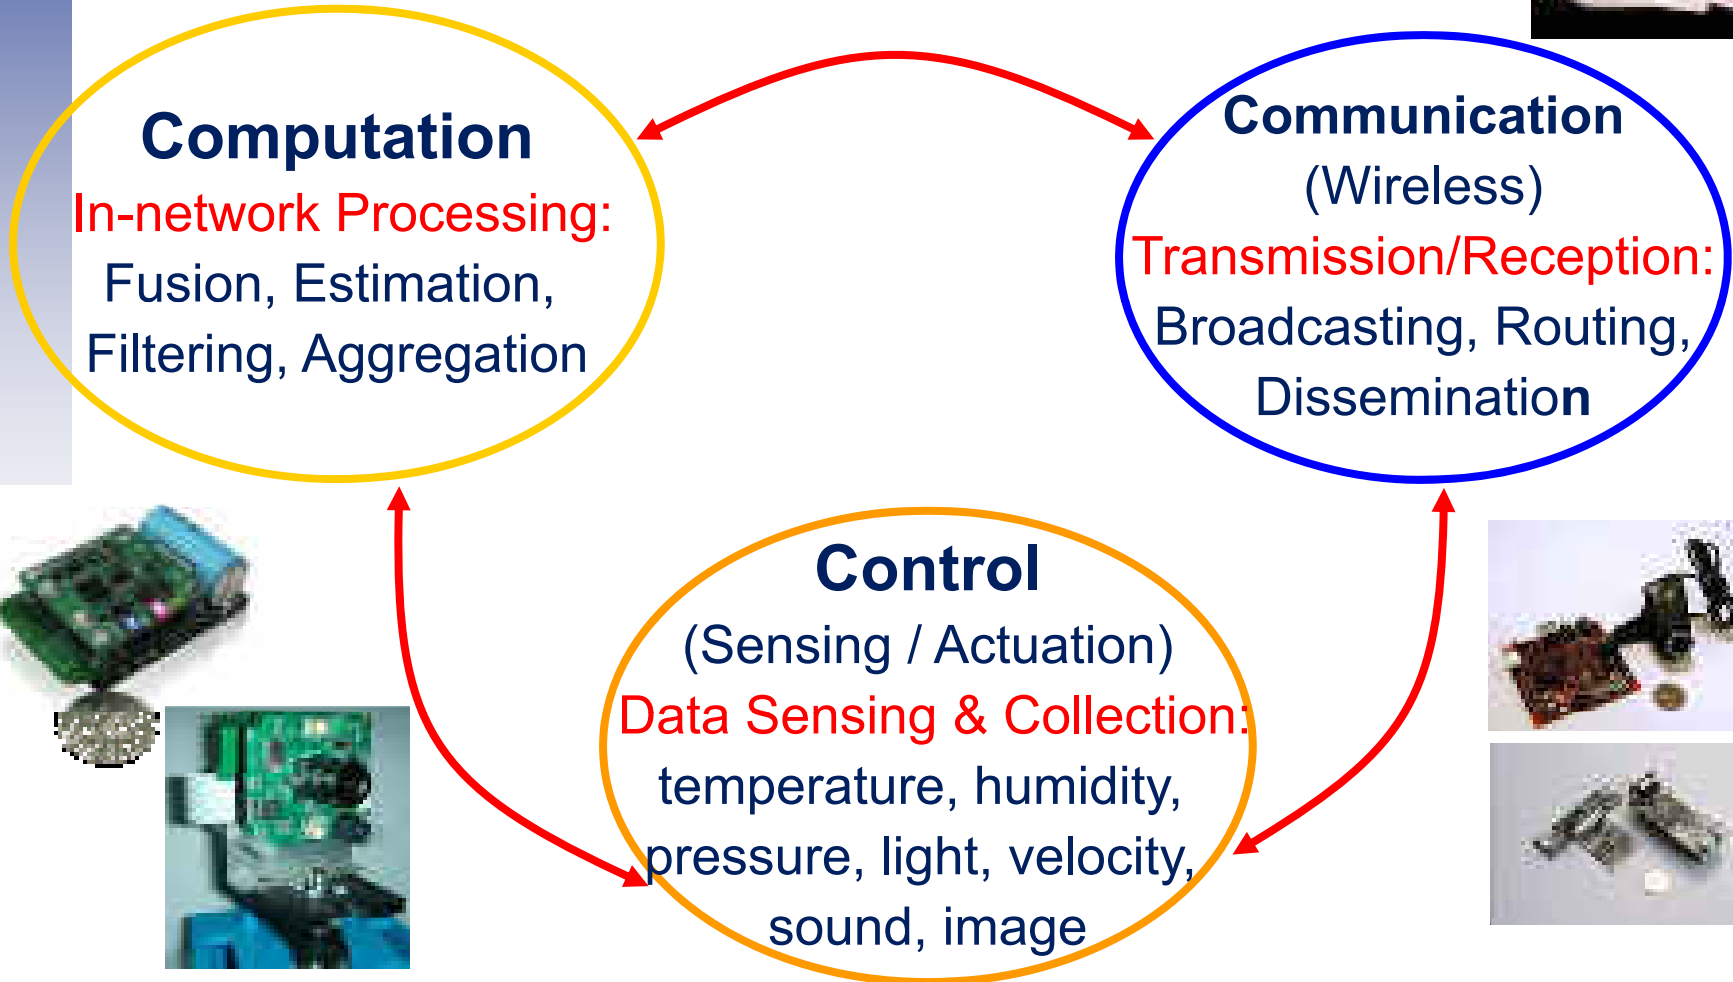 Computation
In-network Processing:
Fusion, Estimation,
Filtering, Aggregation
Communication
(Wireless)
Transmission/Reception:
Broadcasting, Routing,
Dissemination
Control
(Sensing / Actuation)
Data Sensing & Collection:
temperature, humidity,
pressure, light, velocity,
sound, image